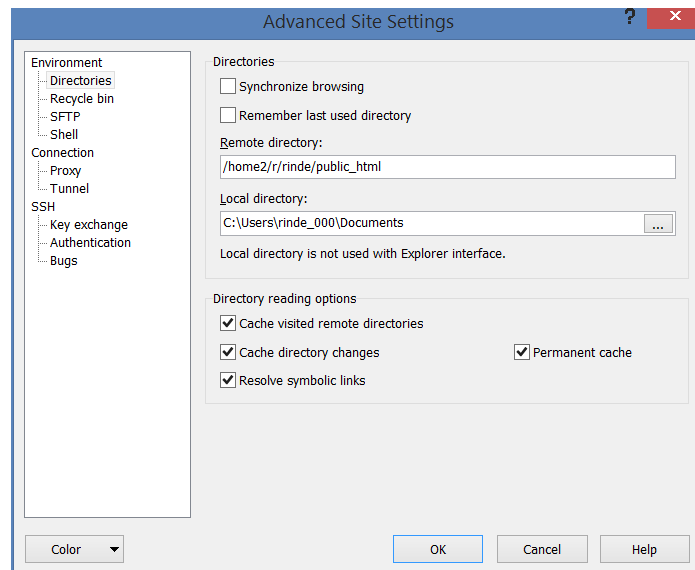 Advanced Site Settings
? X
Environment
Directories
Recycle bin
SFTP
Shell
Connection
Proxy
Tunnel
SSH
Key exchange
Authentication
Bugs
Directories
Synchronize browsing
Remember last used directory
Remote directory:
/home2/r/rinde/public_html
Local directory:
C:\Users\rinde_000\Documents
...
Local directory is not used with Explorer interface.
Directory reading options
Cache visited remote directories
Cache directory changes
Permanent cache
Resolve symbolic links
Color
OK
Cancel
Help